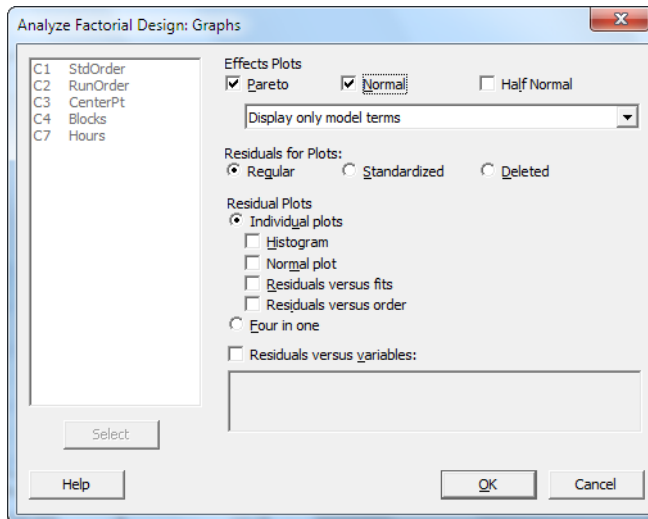 Analyze Factorial Design: Graphs
C1 StdOrder
C2 RunOrder
C3 CenterPt
C4 Blocks
C7 Hours
Select
Help
Effects Plots
Pareto Normal Half Normal
Display only model terms
Residuals for Plots:
Regular Standardized Deleted
Residual Plots
Individual plots
Histogram
Normal plot
Residuals versus fits
Residuals versus order
Four in one
Residuals versus variables:
OK Cancel